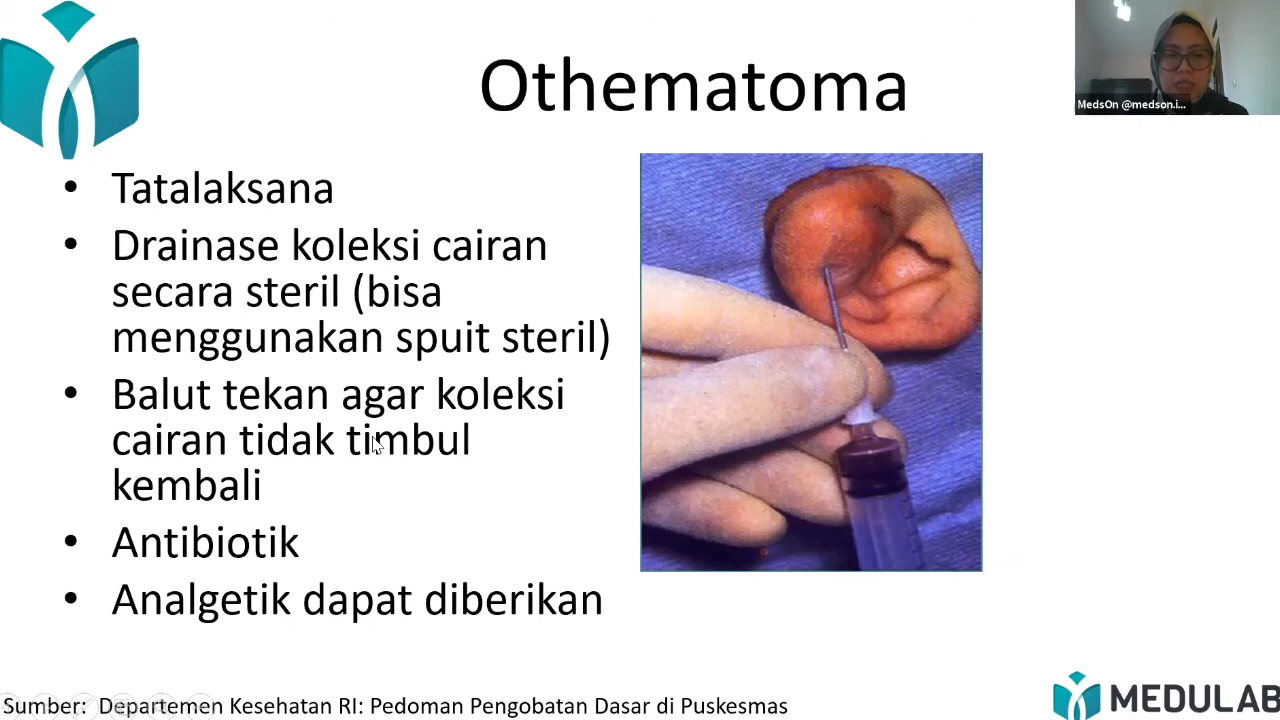 Othematoma
MedsOn @medson.i...
• Tatalaksana
• Drainase koleksi cairan
secara steril (bisa
menggunakan spuit steril)
• Balut tekan agar koleksi
cairan tidak timbul
kembali
• Antibiotik
• Analgetik dapat diberikan
Sumber: Departemen Kesehatan RI: Pedoman Pengobatan Dasar di Puskesmas
MEDULAB